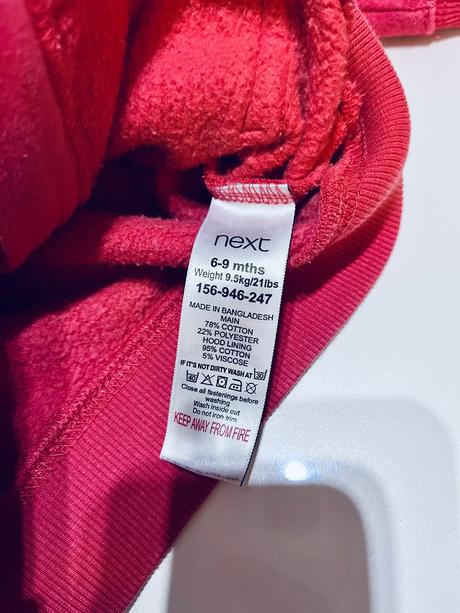 next
6-9 mths
Weight 9.5kg/21lbs
156-946-247
MADE IN BANGLADESH
MAIN
78% COTTON
22% POLYESTER
HOOD LINING
95% COTTON
5% VISCOSE
IF IT'S NOT DIRTY WASH AT 30
40
Close all fastenings before
washing
Wash inside out
Do not iron trim
KEEP AWAY FROM FIRE